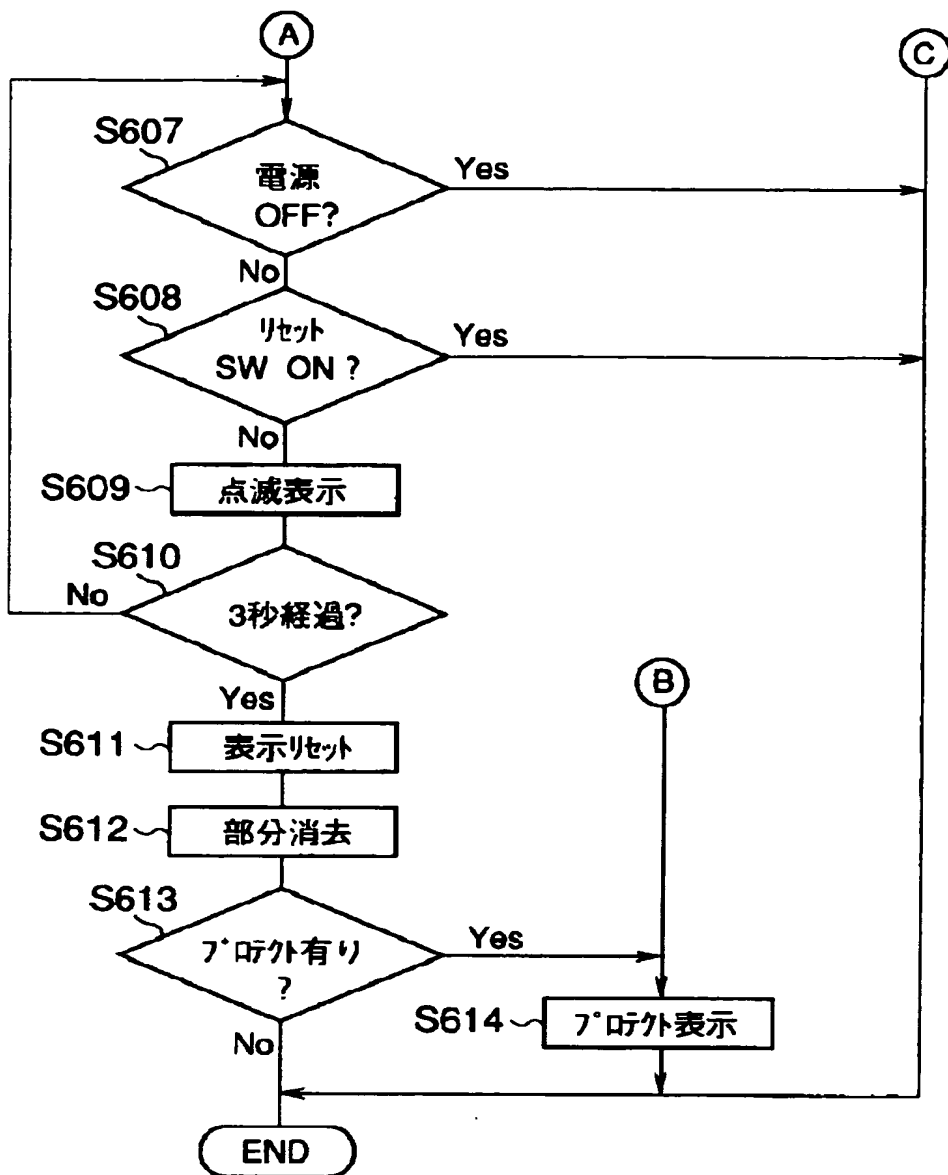 A
C
S607
電源
OFF?
Yes
No
S608
リセット
SW ON ?
Yes
No
S609
点滅表示
S610
No
3秒経過?
Yes
B
S611
表示リセット
S612
部分消去
S613
プロテクト有り
?
Yes
S614
プロテクト表示
No
END